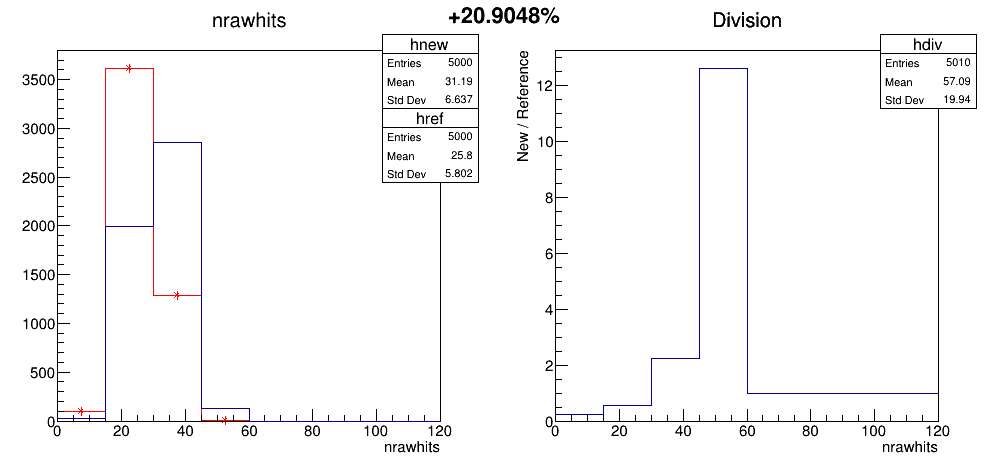 +20.9048%
nrawhits
hnew
Entries 5000
Mean 31.19
Std Dev 6.637
href
Entries 5000
Mean 25.8
Std Dev 5.802
3500
3000
2500
2000
1500
1000
500
0
0 20 40 60 80 100 120
nrawhits
Division
hdiv
Entries 5010
Mean 57.09
Std Dev 19.94
New / Reference
12
10
8
6
4
2
0
0 20 40 60 80 100 120
nrawhits